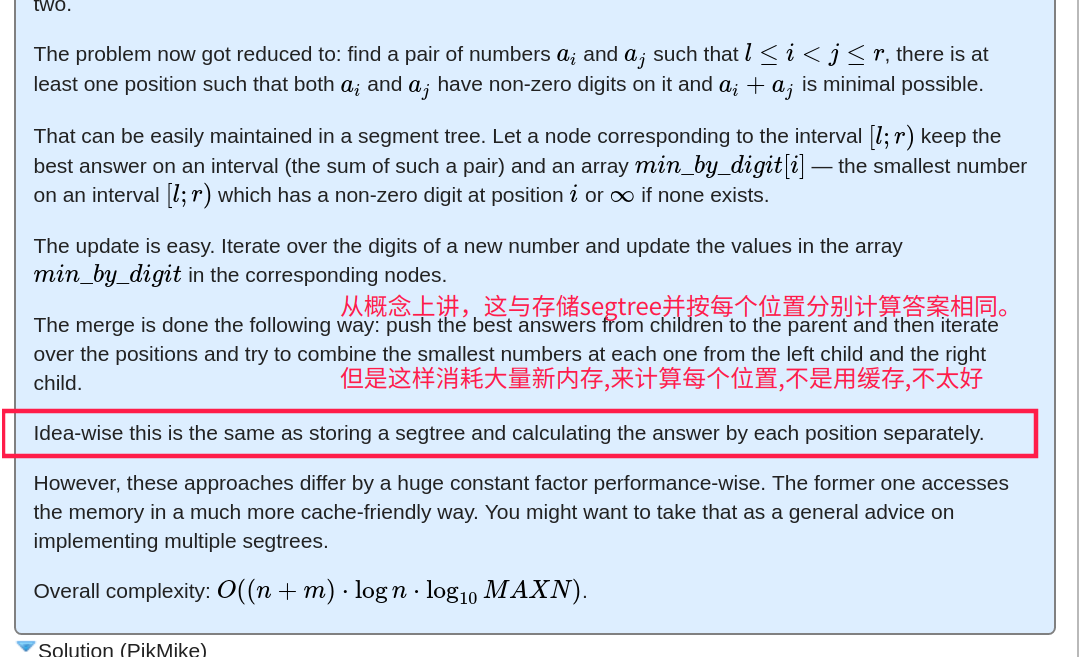 two.
The problem now got reduced to: find a pair of numbers a_i and a_j such that l ≤ i < j ≤ r, there is at
least one position such that both a_i and a_j have non-zero digits on it and a_i + a_j is minimal possible.
That can be easily maintained in a segment tree. Let a node corresponding to the interval [l; r) keep the
best answer on an interval (the sum of such a pair) and an array min_by_digit[i] — the smallest number
on an interval [l; r) which has a non-zero digit at position i or ∞ if none exists.
The update is easy. Iterate over the digits of a new number and update the values in the array
min_by_digit in the corresponding nodes.
从概念上讲，这与存储segtree并按每个位置分别计算答案相同。
The merge is done the following way: push the best answers from children to the parent and then iterate
over the positions and try to combine the smallest numbers at each one from the left child and the right
child.
但是这样消耗大量新内存,来计算每个位置,不是用缓存,不太好
Idea-wise this is the same as storing a segtree and calculating the answer by each position separately.
However, these approaches differ by a huge constant factor performance-wise. The former one accesses
the memory in a much more cache-friendly way. You might want to take that as a general advice on
implementing multiple segtrees.
Overall complexity: O((n + m) · log n · log_10 MAXN).
Solution (PikMike)